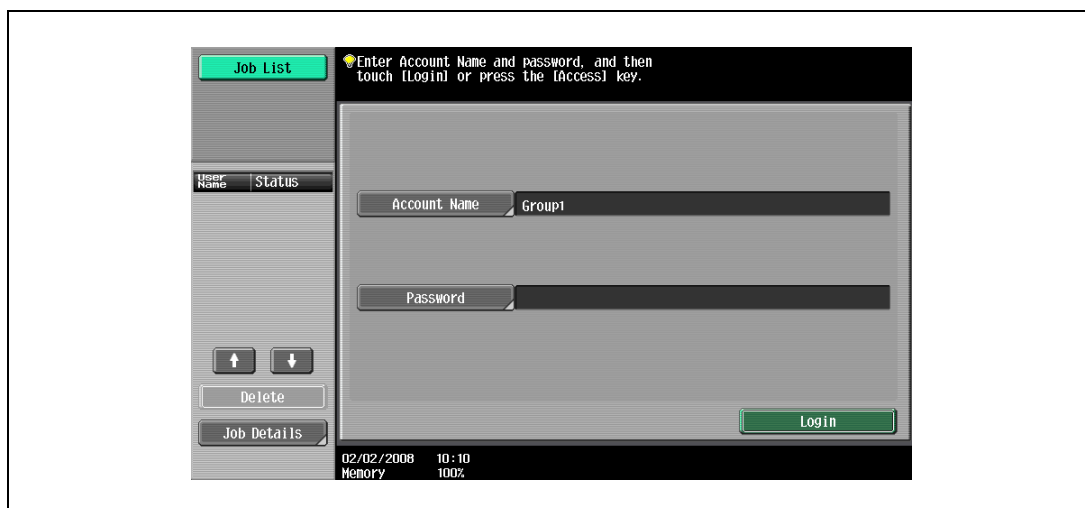 Job List
Enter Account Name and password, and then
touch [Login] or press the [Access] key.
User Name Status
Account Name Group1
Password
Delete
Job Details
Login
02/02/2008 10:10
Memory 100%